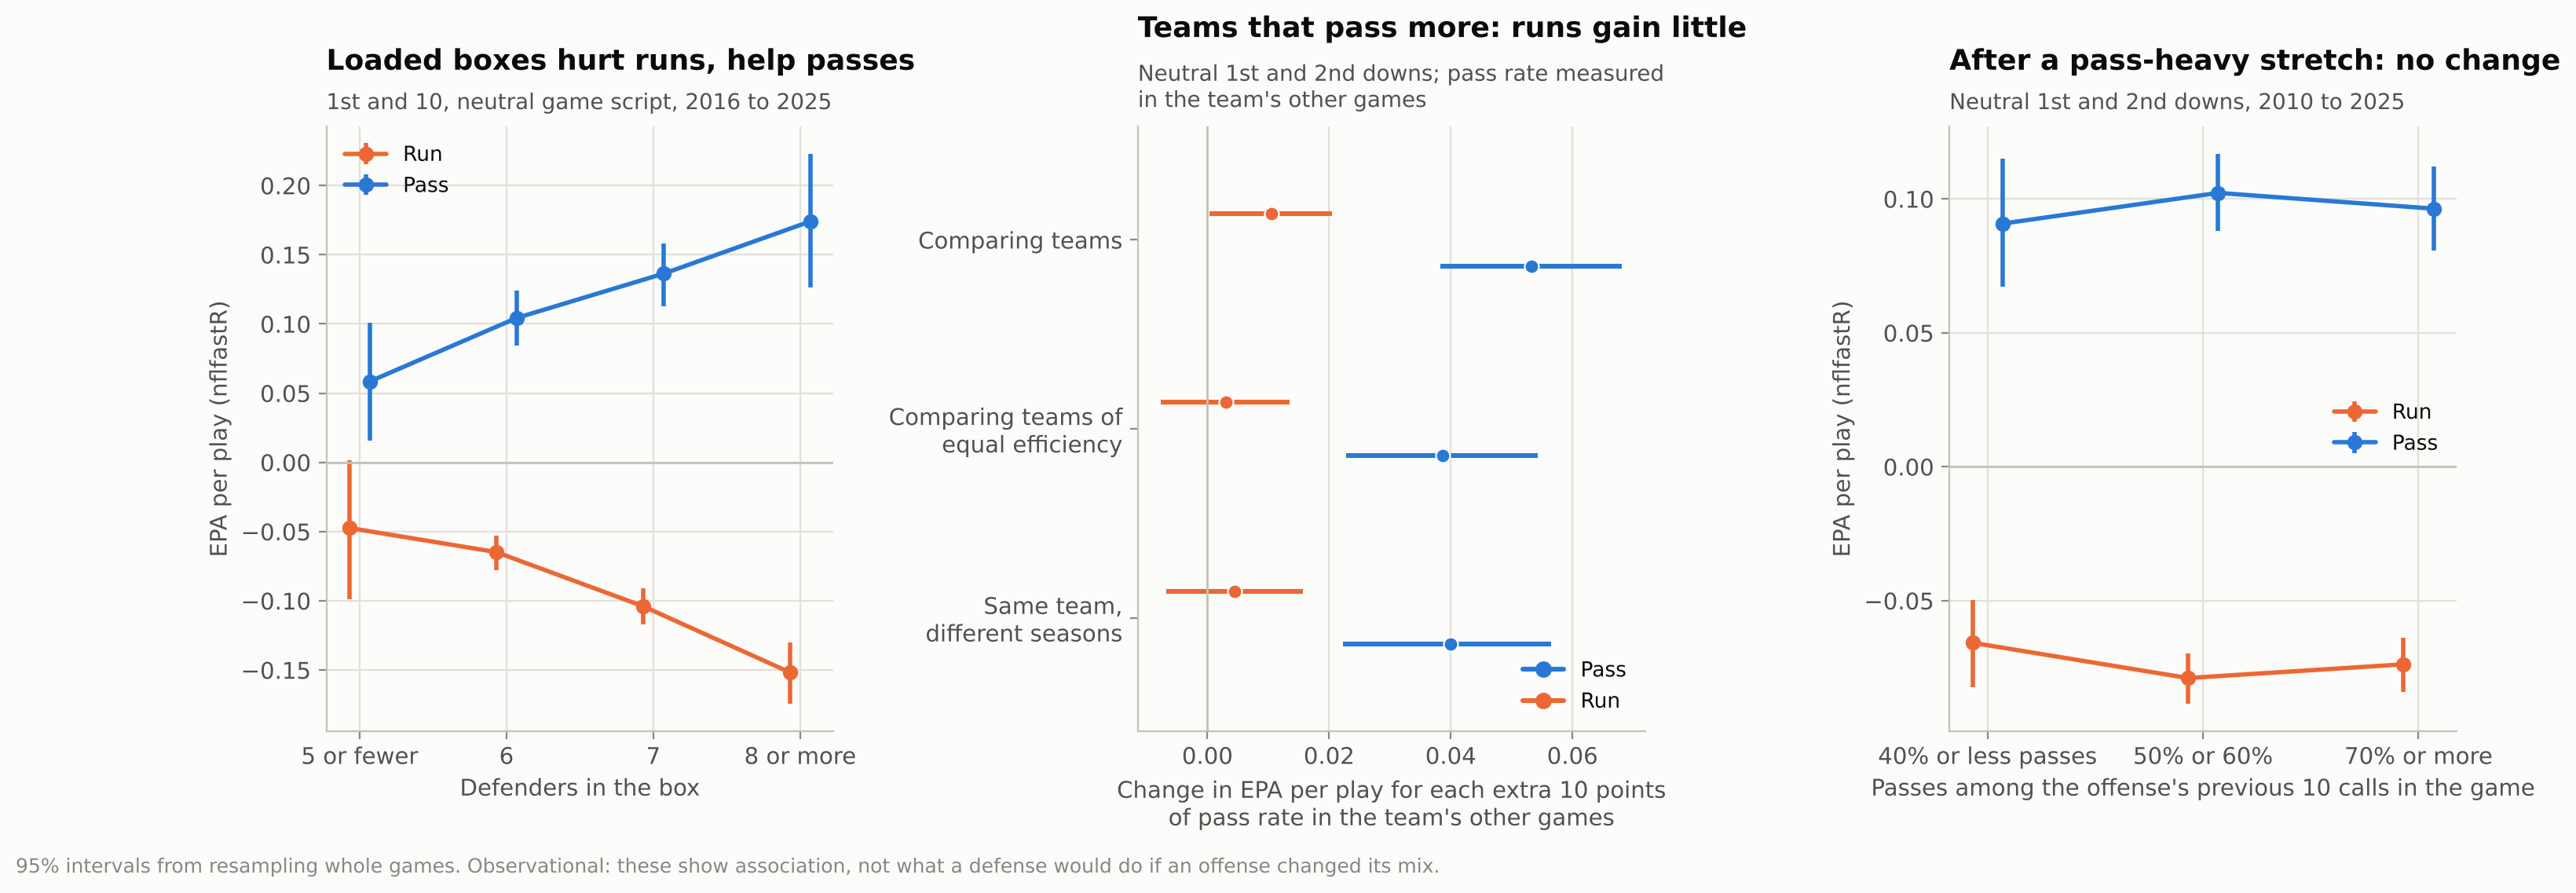 Loaded boxes hurt runs, help passes
1st and 10, neutral game script, 2016 to 2025
Run
Pass
EPA per play (nflfastR)
0.20
0.15
0.10
0.05
0.00
−0.05
−0.10
−0.15
5 or fewer
6
7
8 or more
Defenders in the box
Teams that pass more: runs gain little
Neutral 1st and 2nd downs; pass rate measured
in the team's other games
Comparing teams
Comparing teams of
equal efficiency
Same team,
different seasons
Pass
Run
0.00
0.02
0.04
0.06
Change in EPA per play for each extra 10 points
of pass rate in the team's other games
After a pass-heavy stretch: no change
Neutral 1st and 2nd downs, 2010 to 2025
EPA per play (nflfastR)
0.10
0.05
0.00
−0.05
Run
Pass
40% or less passes
50% or 60%
70% or more
Passes among the offense's previous 10 calls in the game
95% intervals from resampling whole games. Observational: these show association, not what a defense would do if an offense changed its mix.